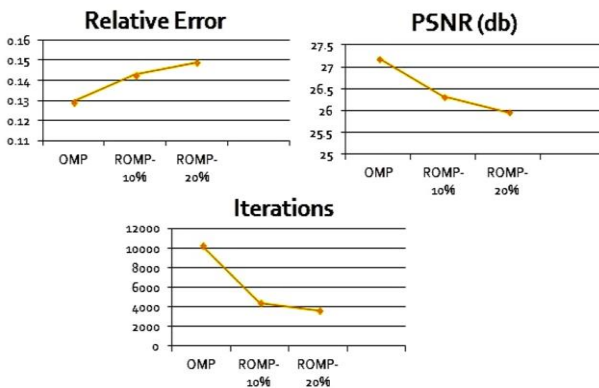 Relative Error
0.16
0.15
0.14
0.13
0.12
0.11
OMP
ROMP-
10%
ROMP-
20%
PSNR (db)
27.5
27
26.5
26
25.5
25
OMP
ROMP-
10%
ROMP-
20%
Iterations
12000
10000
8000
6000
4000
2000
0
OMP
ROMP-
10%
ROMP-
20%